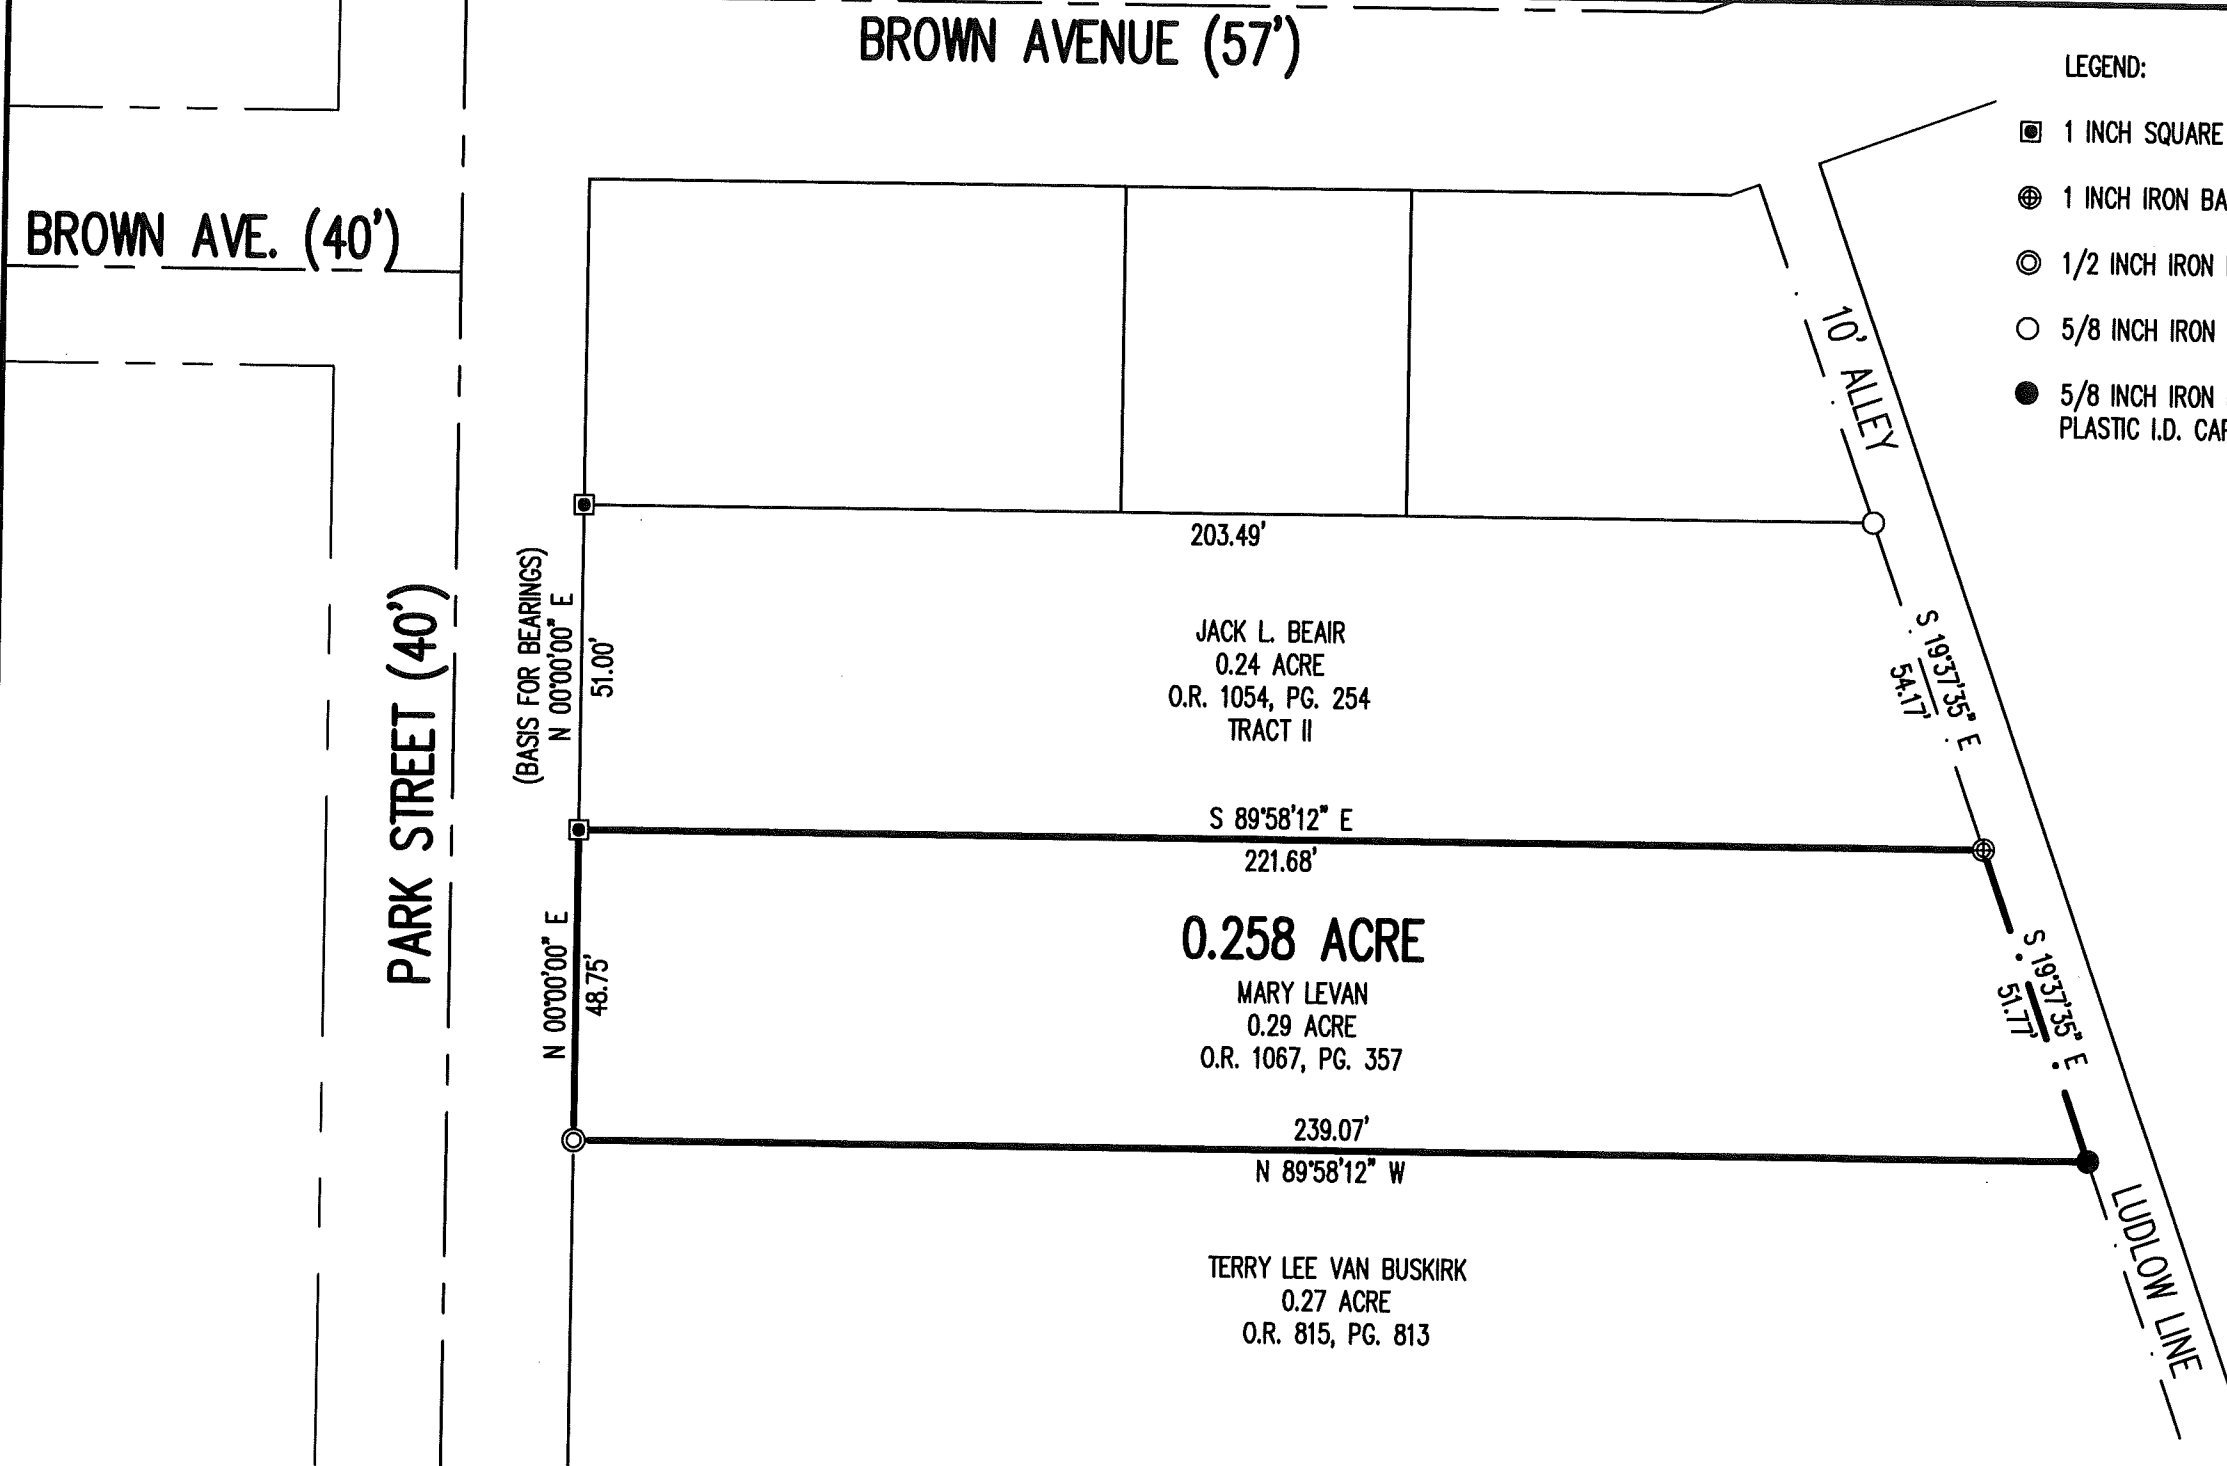 BROWN AVENUE (57')
LEGEND:
1 INCH SQUARE
1 INCH IRON
1/2 INCH IRON
5/8 INCH IRON
5/8 INCH IRON
PLASTIC I.D.
BROWN AVE. (40')
10' ALLEY
203.49'
(BASIS FOR BEARINGS)
N 00°00'00" E
51.00'
JACK L. BEAIR
0.24 ACRE
O.R. 1054, PG. 254
TRACT II
S 19°37'35" E
54.17'
PARK STREET (40')
S 89°58'12" E
221.68'
N 00°00'00" E
48.75'
0.258 ACRE
MARY LEVAN
0.29 ACRE
O.R. 1067, PG. 357
S 19°37'35" E
51.77'
239.07'
N 89°58'12" W
LUDLOW LINE
TERRY LEE VAN BUSKIRK
0.27 ACRE
O.R. 815, PG. 813